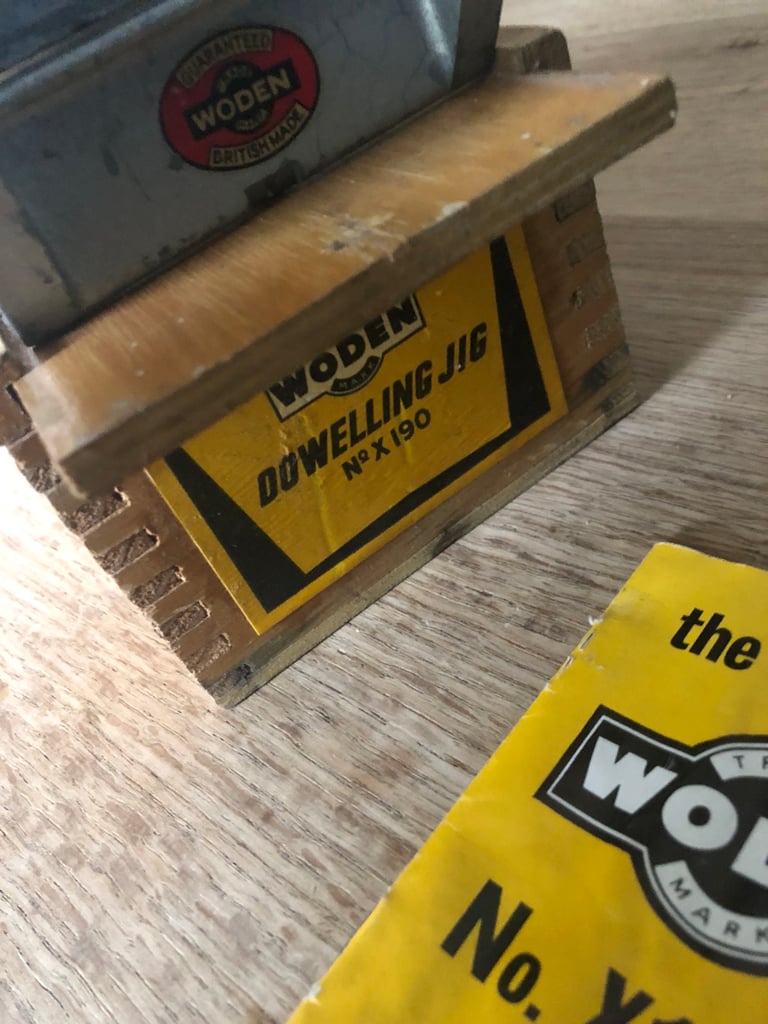 GUARANTEED
WODEN
BRITISH MADE
WODEN
MARK
DOWELLING JIG
Nº X 190
the
WO
MARK
No.